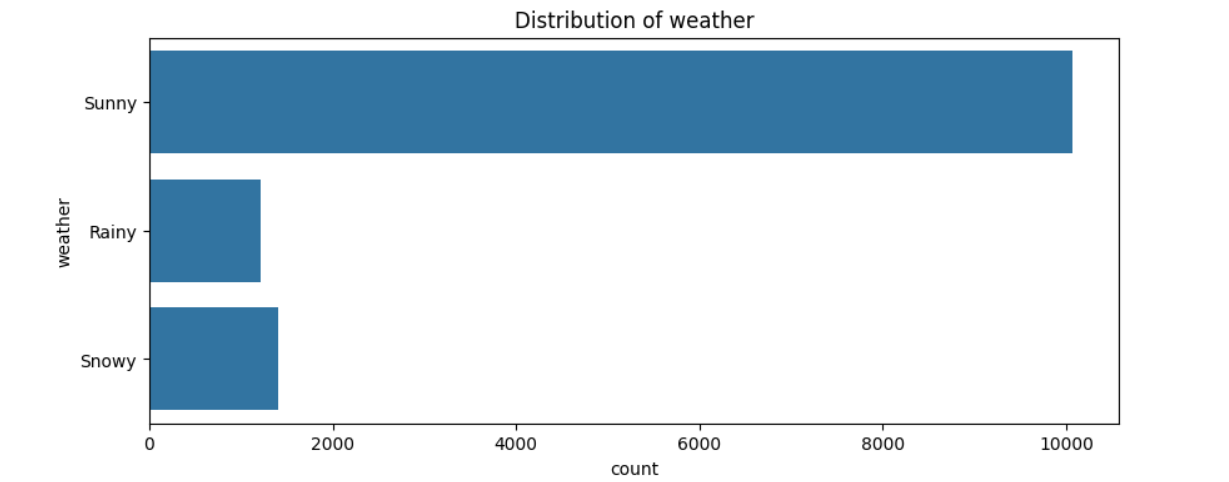 Distribution of weather
Sunny
Rainy
Snowy
weather
0 2000 4000 6000 8000 10000
count